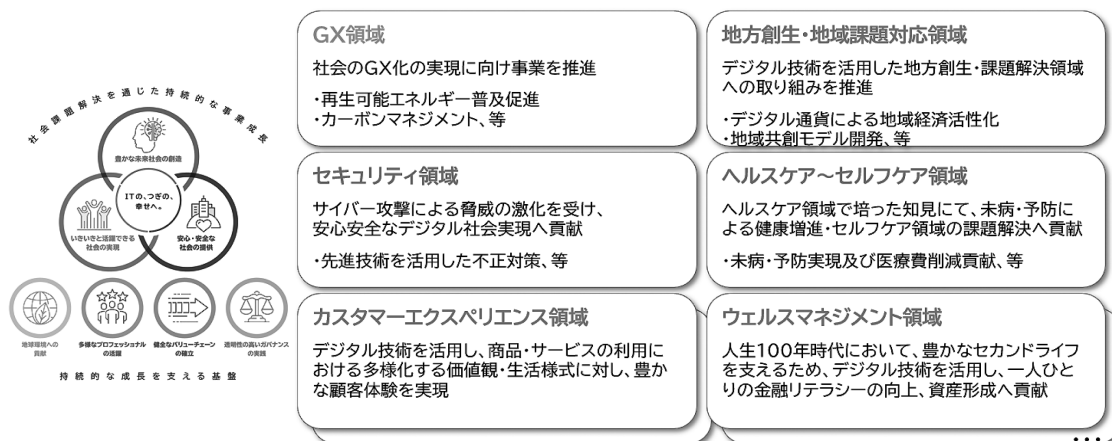 社会課題解決を通じた持続的な事業成長
豊かな未来社会の創造
ITの、つぎの、
幸せへ。
いきいきと活躍できる
社会の実現
安心・安全な
社会の提供
地球環境への
貢献
多様なプロフェッショナル
の活躍
健全なバリューチェーン
の確立
透明性の高いガバナンス
の実践
持続的な成長を支える基盤
GX領域
社会のGX化の実現に向け事業を推進
・再生可能エネルギー普及促進
・カーボンマネジメント、等
地方創生・地域課題対応領域
デジタル技術を活用した地方創生・課題解決領域
への取り組みを推進
・デジタル通貨による地域経済活性化
・地域共創モデル開発、等
セキュリティ領域
サイバー攻撃による脅威の激化を受け、
安心安全なデジタル社会実現へ貢献
・先進技術を活用した不正対策、等
ヘルスケア～セルフケア領域
ヘルスケア領域で培った知見にて、未病・予防に
よる健康増進・セルフケア領域の課題解決へ貢献
・未病・予防実現及び医療費削減貢献、等
カスタマーエクスペリエンス領域
デジタル技術を活用し、商品・サービスの利用に
おける多様化する価値観・生活様式に対し、豊か
な顧客体験を実現
ウェルスマネジメント領域
人生100年時代において、豊かなセカンドライフ
を支えるため、デジタル技術を活用し、一人ひと
りの金融リテラシーの向上、資産形成へ貢献
…